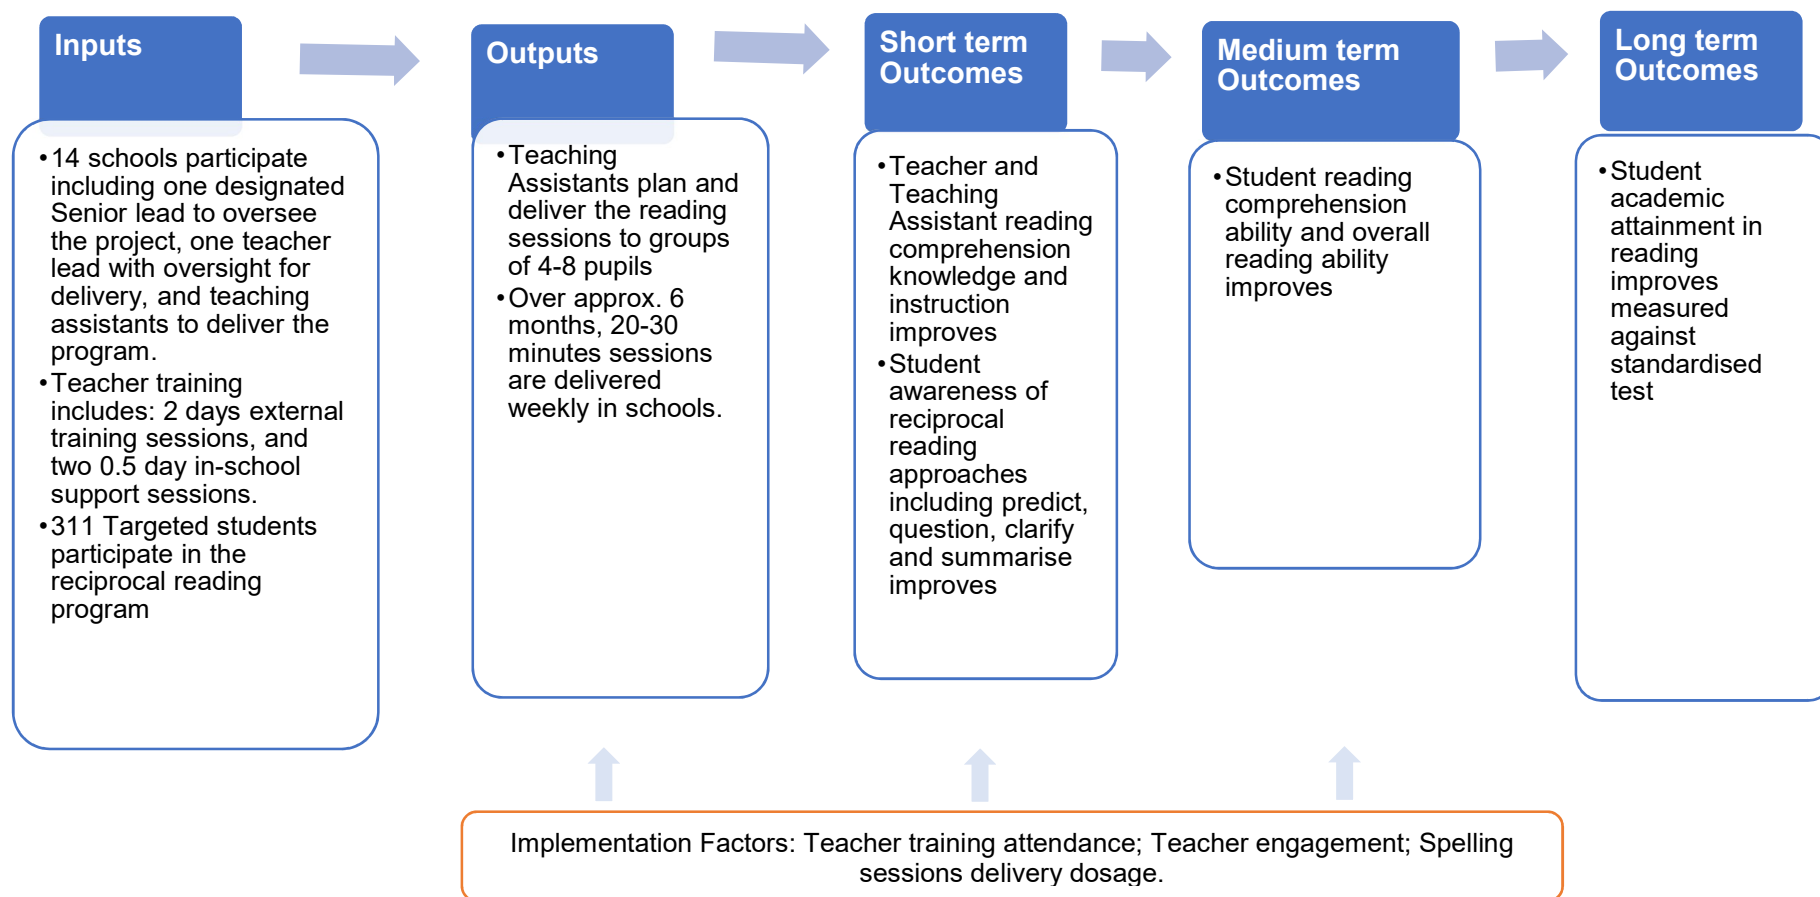 Inputs
•14 schools participate
including one designated
Senior lead to oversee
the project, one teacher
lead with oversight for
delivery, and teaching
assistants to deliver the
program.
•Teacher training
includes: 2 days external
training sessions, and
two 0.5 day in-school
support sessions.
•311 Targeted students
participate in the
reciprocal reading
program
Outputs
•Teaching
Assistants plan and
deliver the reading
sessions to groups
of 4-8 pupils
•Over approx. 6
months, 20-30
minutes sessions
are delivered
weekly in schools.
Short term
Outcomes
•Teacher and
Teaching
Assistant reading
comprehension
knowledge and
instruction
improves
•Student
awareness of
reciprocal
reading
approaches
including predict,
question, clarify
and summarise
improves
Medium term
Outcomes
•Student reading
comprehension
ability and overall
reading ability
improves
Long term
Outcomes
•Student
academic
attainment in
reading
improves
measured
against
standardised
test
Implementation Factors: Teacher training attendance; Teacher engagement; Spelling
sessions delivery dosage.